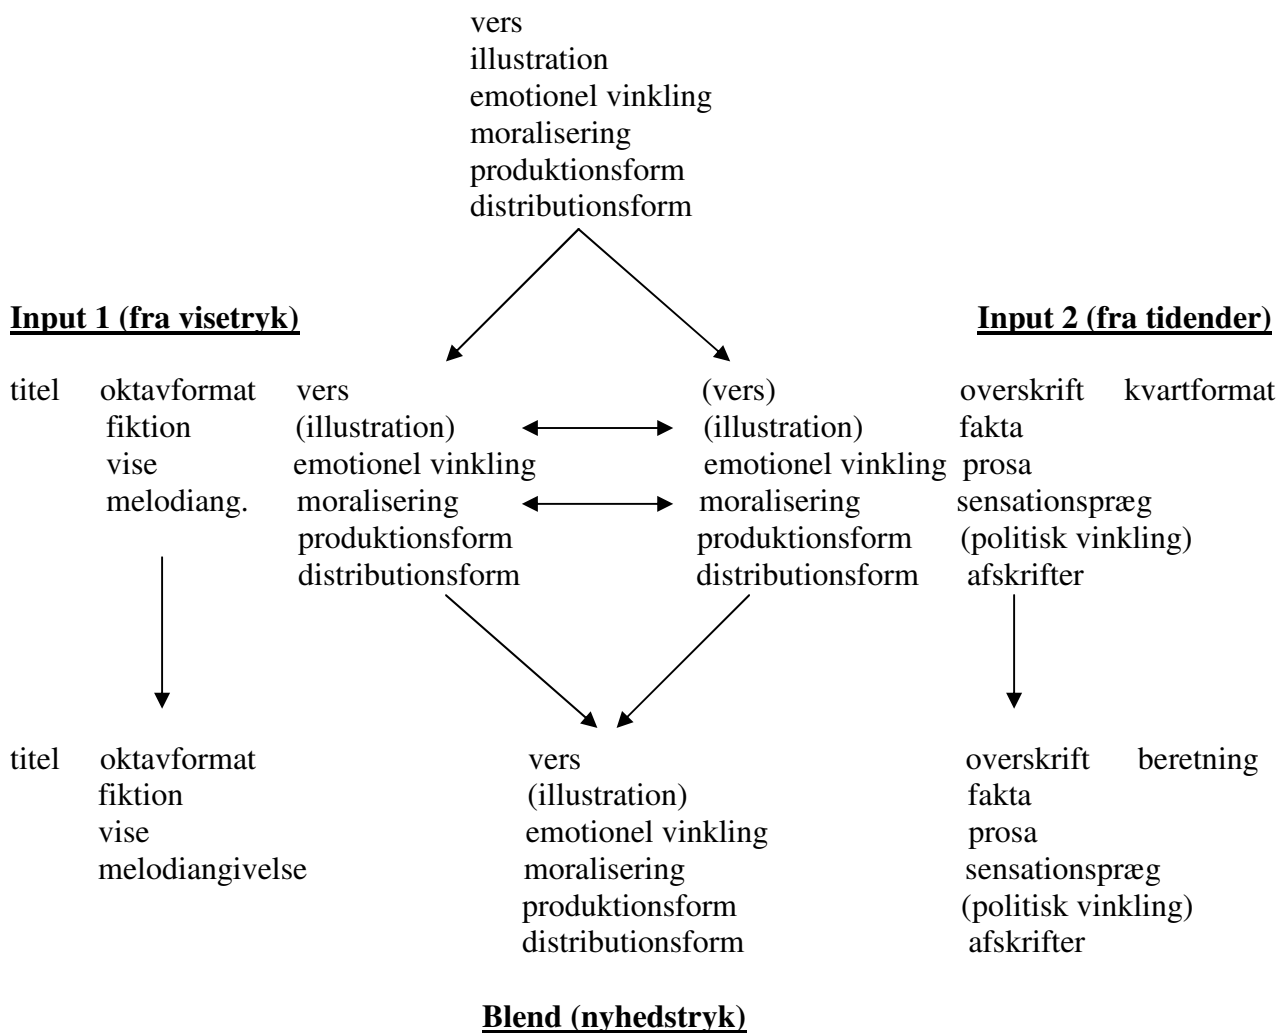 vers
illustration
emotionel vinkling
moralisering
produktionsform
distributionsform
Input 1 (fra visetryk) Input 2 (fra tidender)
titel oktavformat vers (vers) overskrift kvartformat
fiktion (illustration) (illustration) fakta
vise emotionel vinkling emotionel vinkling prosa
melodiang. moralisering moralisering sensationspræg
produktionsform produktionsform (politisk vinkling)
distributionsform distributionsform afskrifter
titel oktavformat vers overskrift beretning
fiktion (illustration) fakta
vise emotionel vinkling prosa
melodiangivelse moralisering sensationspræg
produktionsform (politisk vinkling)
distributionsform afskrifter
Blend (nyhedstryk)